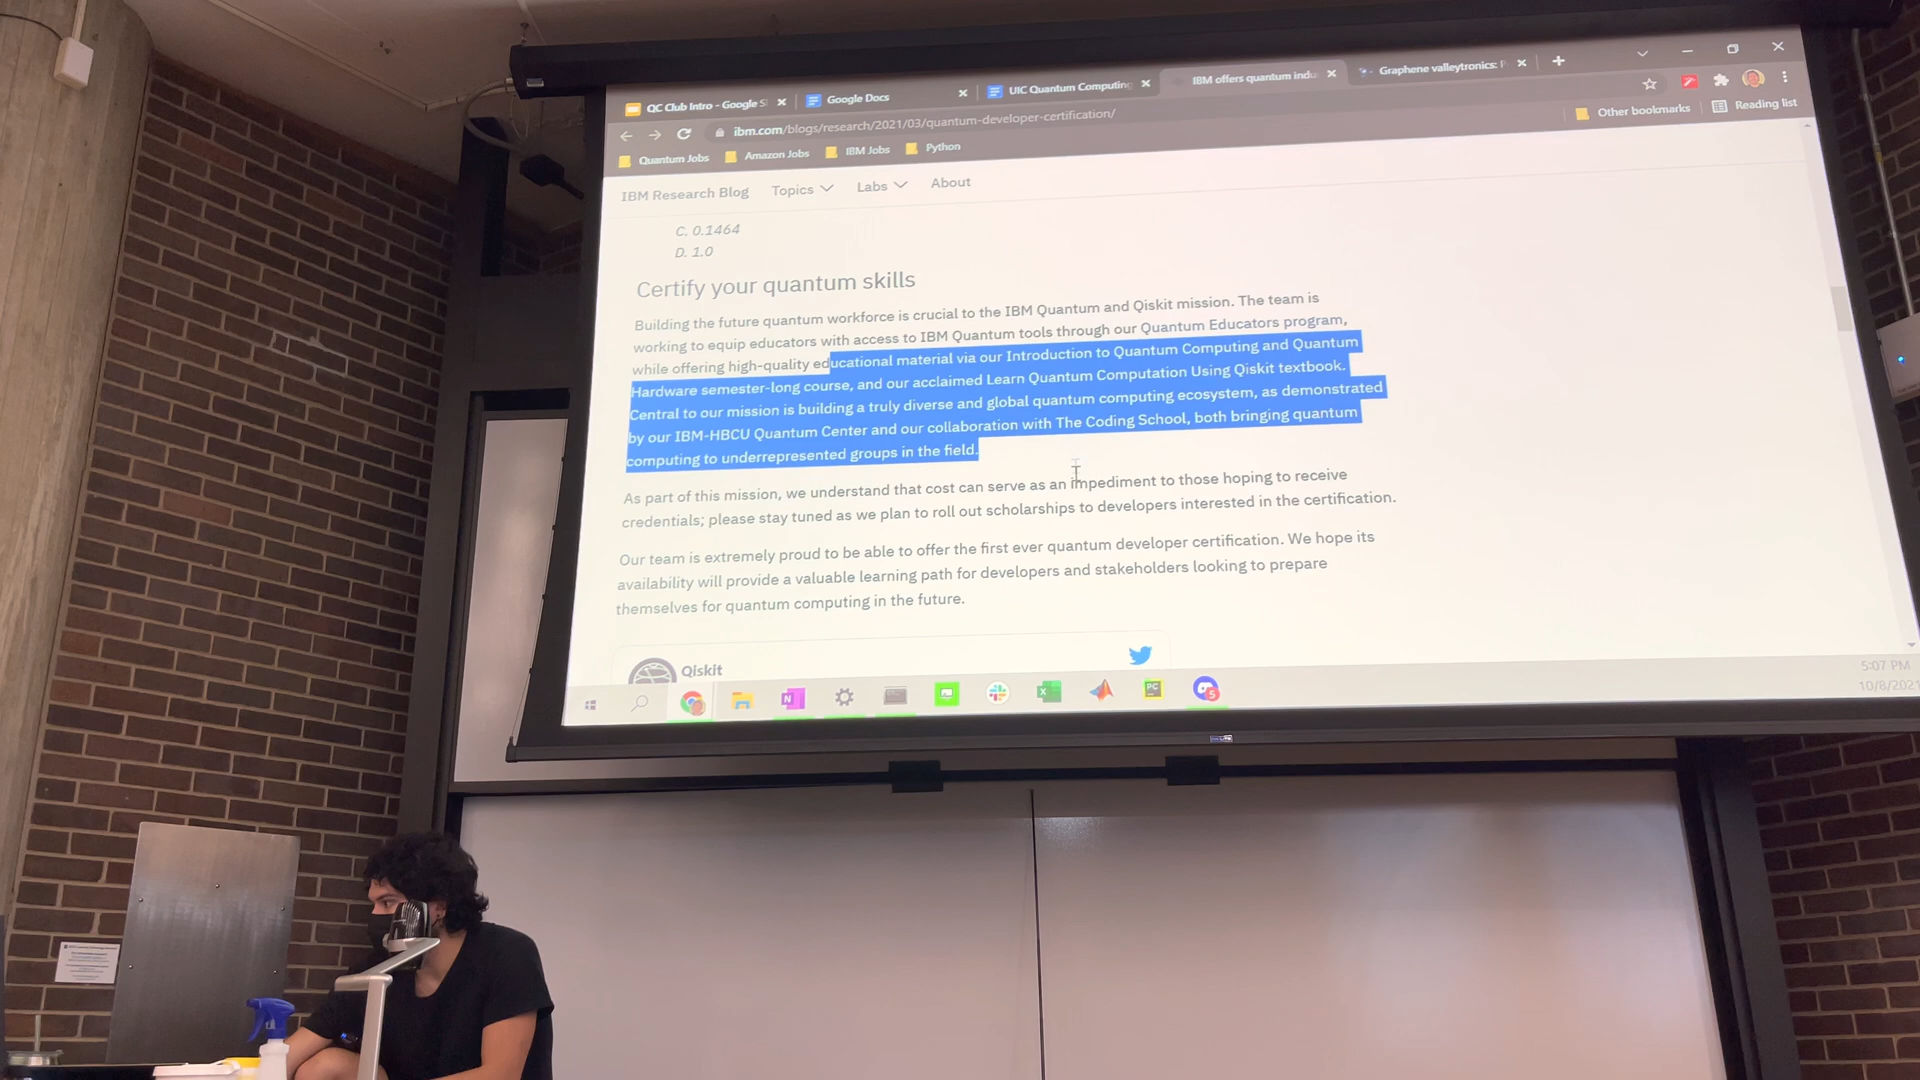 QC Club Intro - Google Sl
Google Docs
UIC Quantum Computing
IBM offers quantum indu
Graphene valleytronics: P
ibm.com/blogs/research/2021/03/quantum-developer-certification/
Other bookmarks
Reading list
Quantum Jobs
Amazon Jobs
IBM Jobs
Python
IBM Research Blog
Topics
Labs
About
C. 0.1464
D. 1.0
Certify your quantum skills
Building the future quantum workforce is crucial to the IBM Quantum and Qiskit mission. The team is
working to equip educators with access to IBM Quantum tools through our Quantum Educators program,
while offering high-quality educational material via our Introduction to Quantum Computing and Quantum
Hardware semester-long course, and our acclaimed Learn Quantum Computation Using Qiskit textbook.
Central to our mission is building a truly diverse and global quantum computing ecosystem, as demonstrated
by our IBM-HBCU Quantum Center and our collaboration with The Coding School, both bringing quantum
computing to underrepresented groups in the field.
As part of this mission, we understand that cost can serve as an impediment to those hoping to receive
credentials; please stay tuned as we plan to roll out scholarships to developers interested in the certification.
Our team is extremely proud to be able to offer the first ever quantum developer certification. We hope its
availability will provide a valuable learning path for developers and stakeholders looking to prepare
themselves for quantum computing in the future.
Qiskit
N
PC
5
5:07 PM
10/8/2021